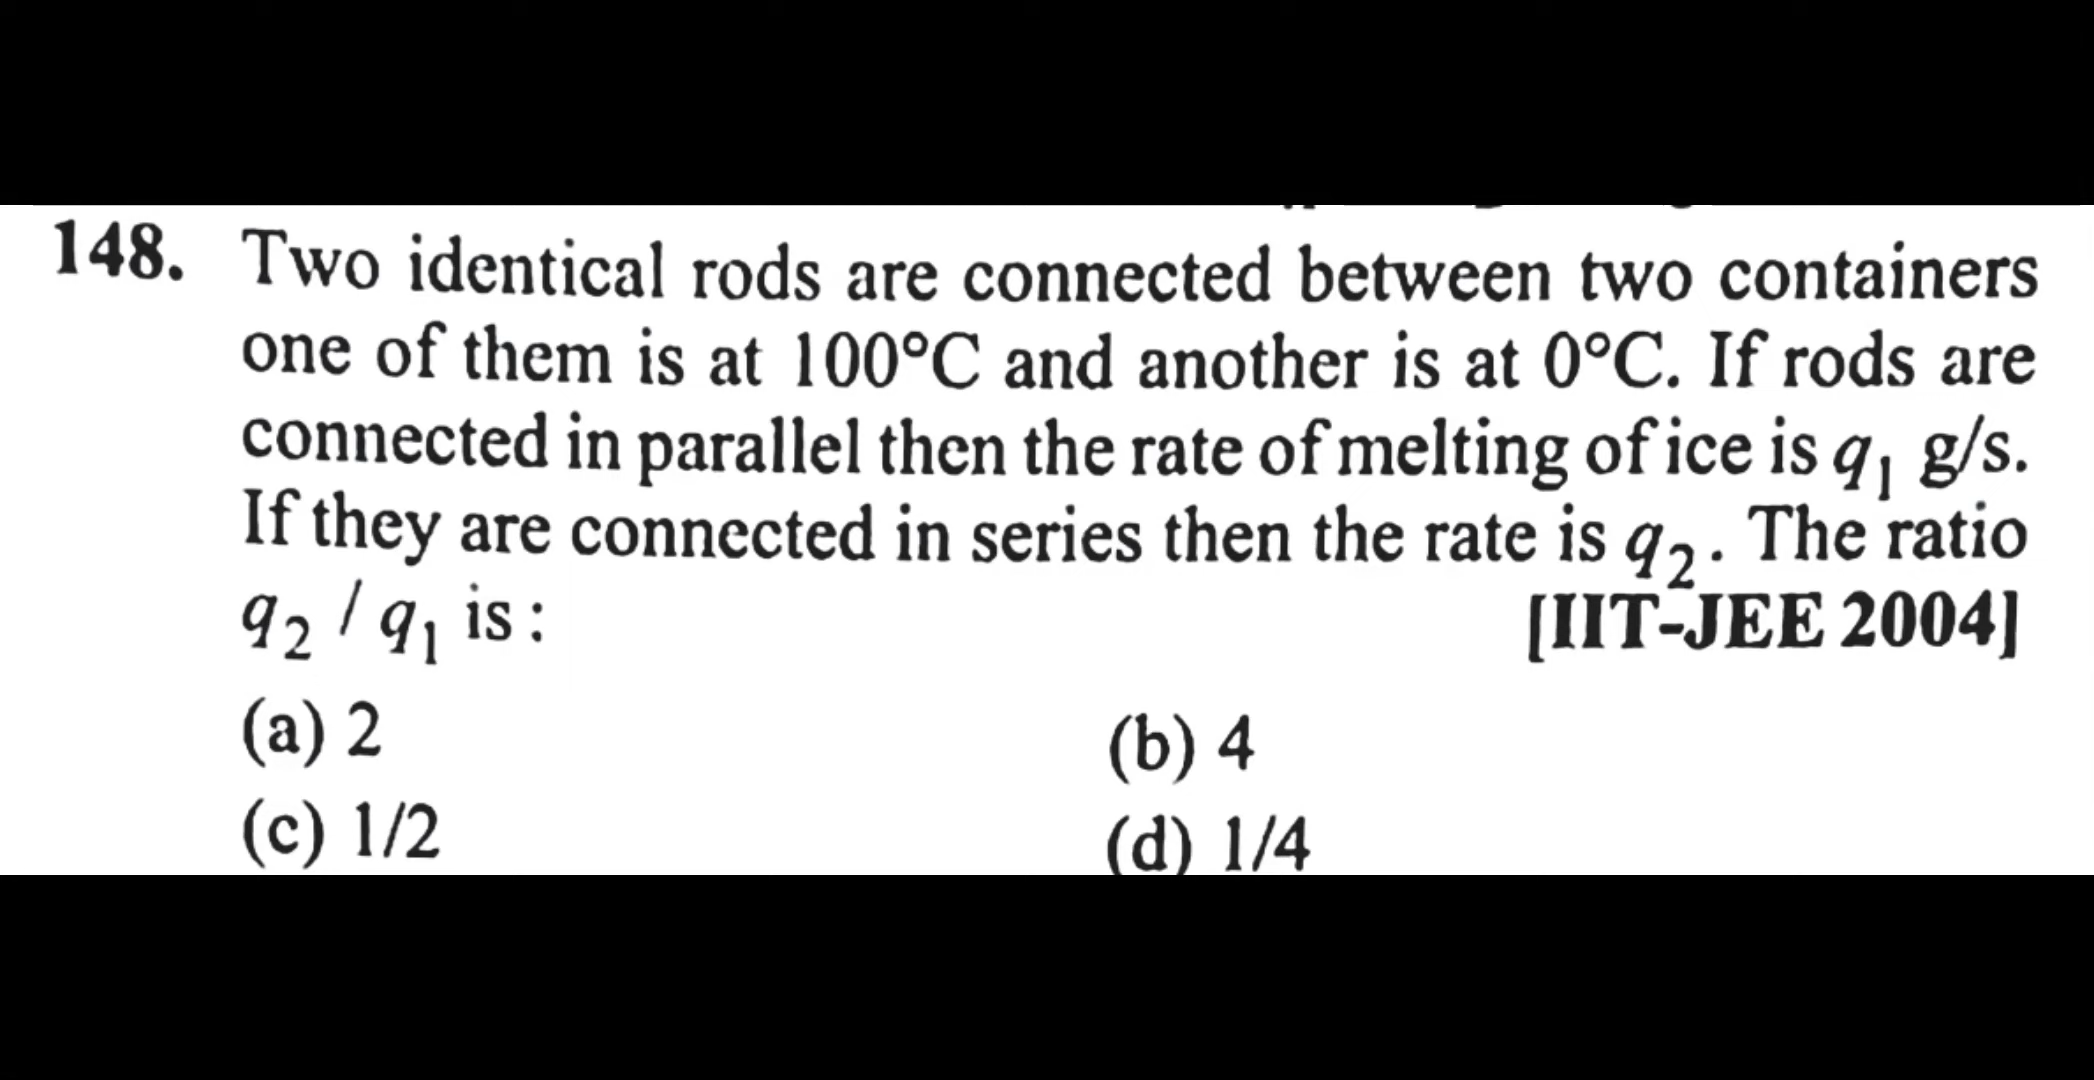 148. Two identical rods are connected between two containers
one of them is at 100°C and another is at 0°C. If rods are
connected in parallel then the rate of melting of ice is q₁ g/s.
If they are connected in series then the rate is q₂. The ratio
q₂ / q₁ is : [IIT-JEE 2004]
(a) 2 (b) 4
(c) 1/2 (d) 1/4